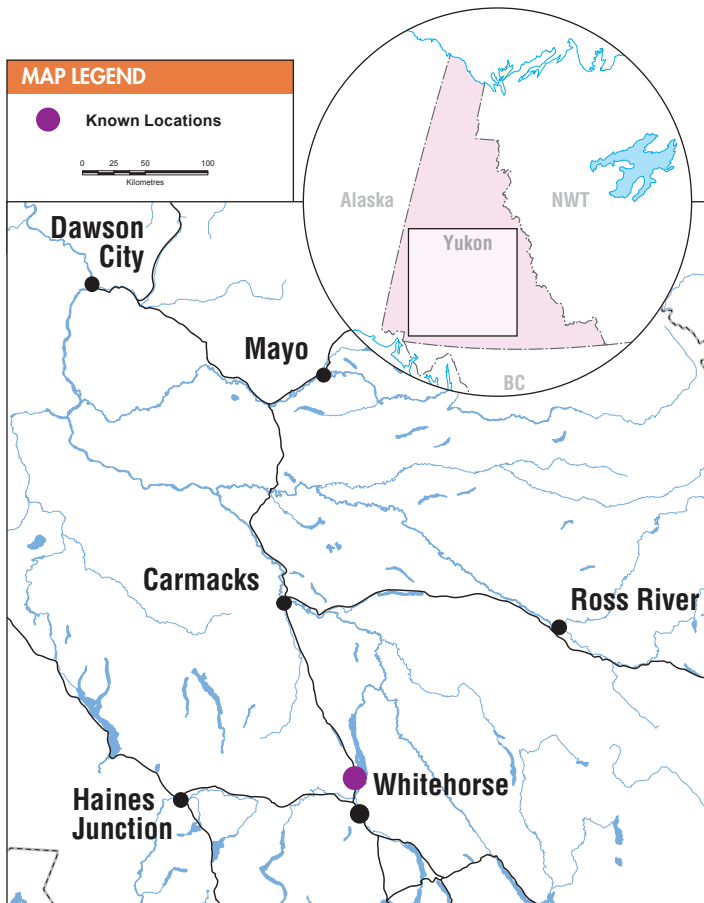 MAP LEGEND
Known Locations
0 25 50 100
Kilometres
Alaska
NWT
Yukon
BC
Dawson
City
Mayo
Carmacks
Ross River
Whitehorse
Haines
Junction